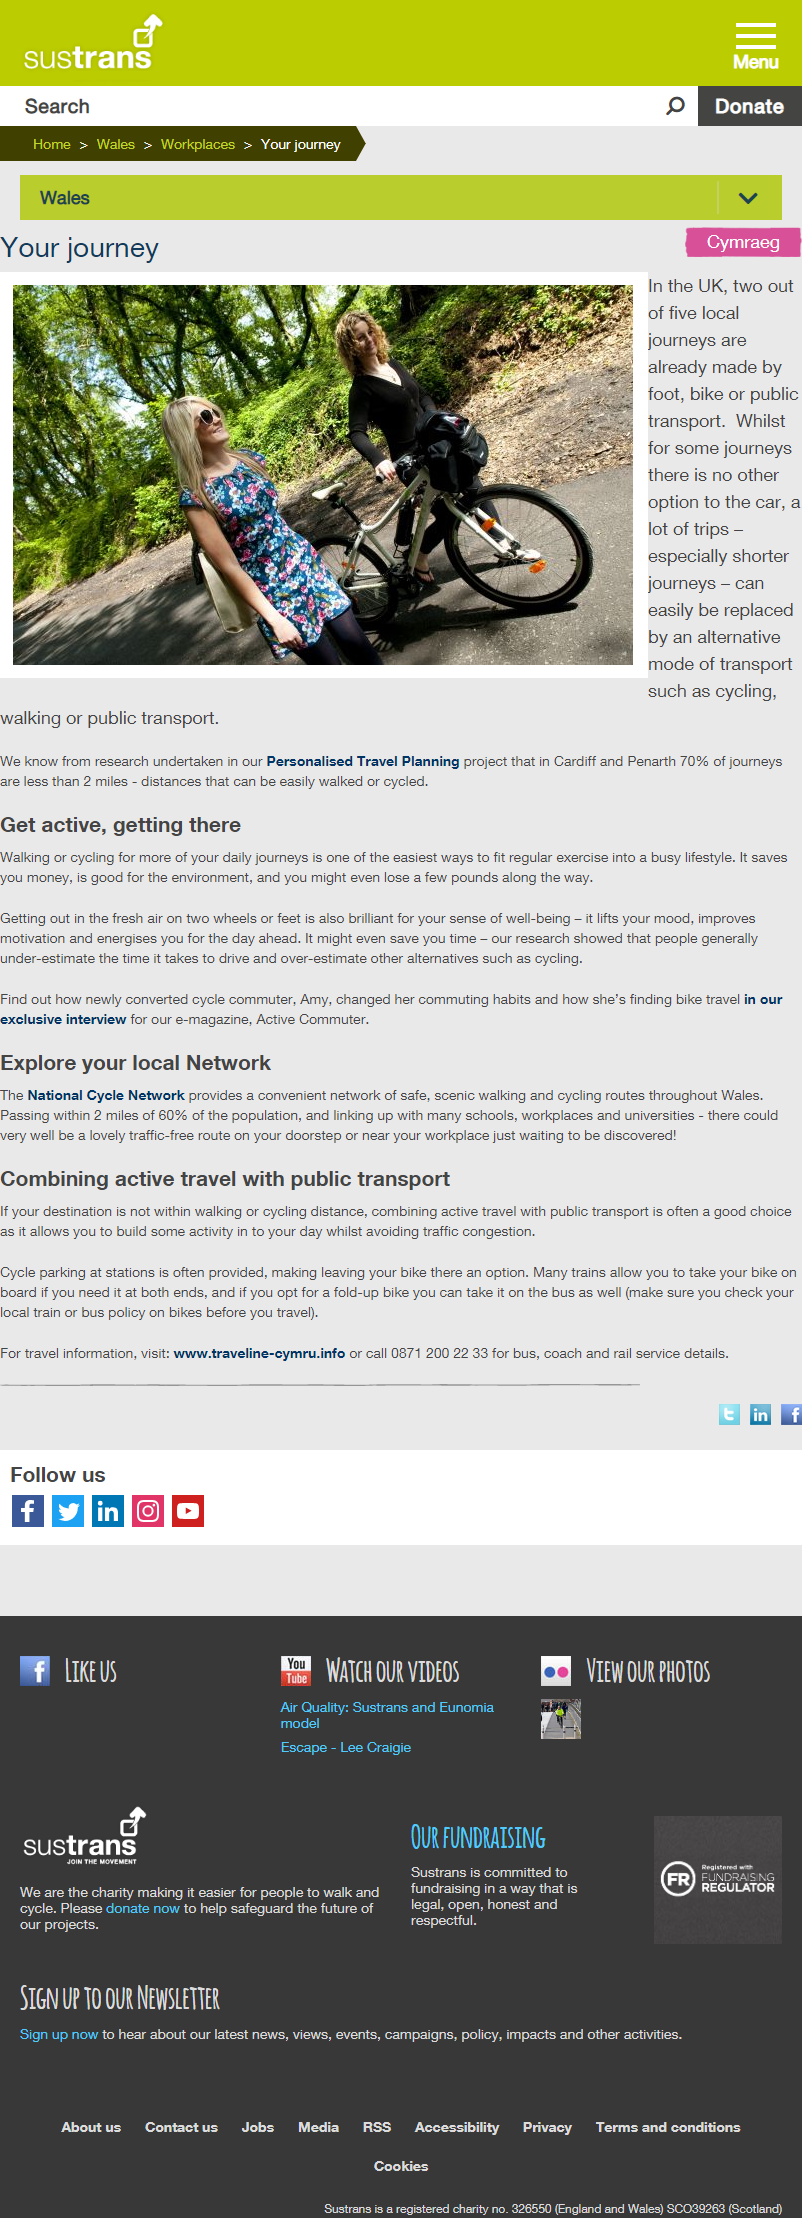 sustrans
Menu
Search
Donate
Home > Wales > Workplaces > Your journey
Wales
Your journey
Cymraeg
In the UK, two out
of five local
journeys are
already made by
foot, bike or public
transport. Whilst
for some journeys
there is no other
option to the car, a
lot of trips –
especially shorter
journeys – can
easily be replaced
by an alternative
mode of transport
such as cycling,
walking or public transport.
We know from research undertaken in our Personalised Travel Planning project that in Cardiff and Penarth 70% of journeys
are less than 2 miles - distances that can be easily walked or cycled.
Get active, getting there
Walking or cycling for more of your daily journeys is one of the easiest ways to fit regular exercise into a busy lifestyle. It saves
you money, is good for the environment, and you might even lose a few pounds along the way.
Getting out in the fresh air on two wheels or feet is also brilliant for your sense of well-being – it lifts your mood, improves
motivation and energises you for the day ahead. It might even save you time – our research showed that people generally
under-estimate the time it takes to drive and over-estimate other alternatives such as cycling.
Find out how newly converted cycle commuter, Amy, changed her commuting habits and how she's finding bike travel in our
exclusive interview for our e-magazine, Active Commuter.
Explore your local Network
The National Cycle Network provides a convenient network of safe, scenic walking and cycling routes throughout Wales.
Passing within 2 miles of 60% of the population, and linking up with many schools, workplaces and universities - there could
very well be a lovely traffic-free route on your doorstep or near your workplace just waiting to be discovered!
Combining active travel with public transport
If your destination is not within walking or cycling distance, combining active travel with public transport is often a good choice
as it allows you to build some activity in to your day whilst avoiding traffic congestion.
Cycle parking at stations is often provided, making leaving your bike there an option. Many trains allow you to take your bike on
board if you need it at both ends, and if you opt for a fold-up bike you can take it on the bus as well (make sure you check your
local train or bus policy on bikes before you travel).
For travel information, visit: www.traveline-cymru.info or call 0871 200 22 33 for bus, coach and rail service details.
Follow us
Like us
You Tube
Watch our videos
Air Quality: Sustrans and Eunomia
model
Escape - Lee Craigie
View our photos
sustrans
JOIN THE MOVEMENT
We are the charity making it easier for people to walk and
cycle. Please donate now to help safeguard the future of
our projects.
Our fundraising
Sustrans is committed to
fundraising in a way that is
legal, open, honest and
respectful.
FR
Registered with
FUNDRAISING
REGULATOR
Sign up to our Newsletter
Sign up now to hear about our latest news, views, events, campaigns, policy, impacts and other activities.
About us Contact us Jobs Media RSS Accessibility Privacy Terms and conditions
Cookies
Sustrans is a registered charity no. 326550 (England and Wales) SCO39263 (Scotland)